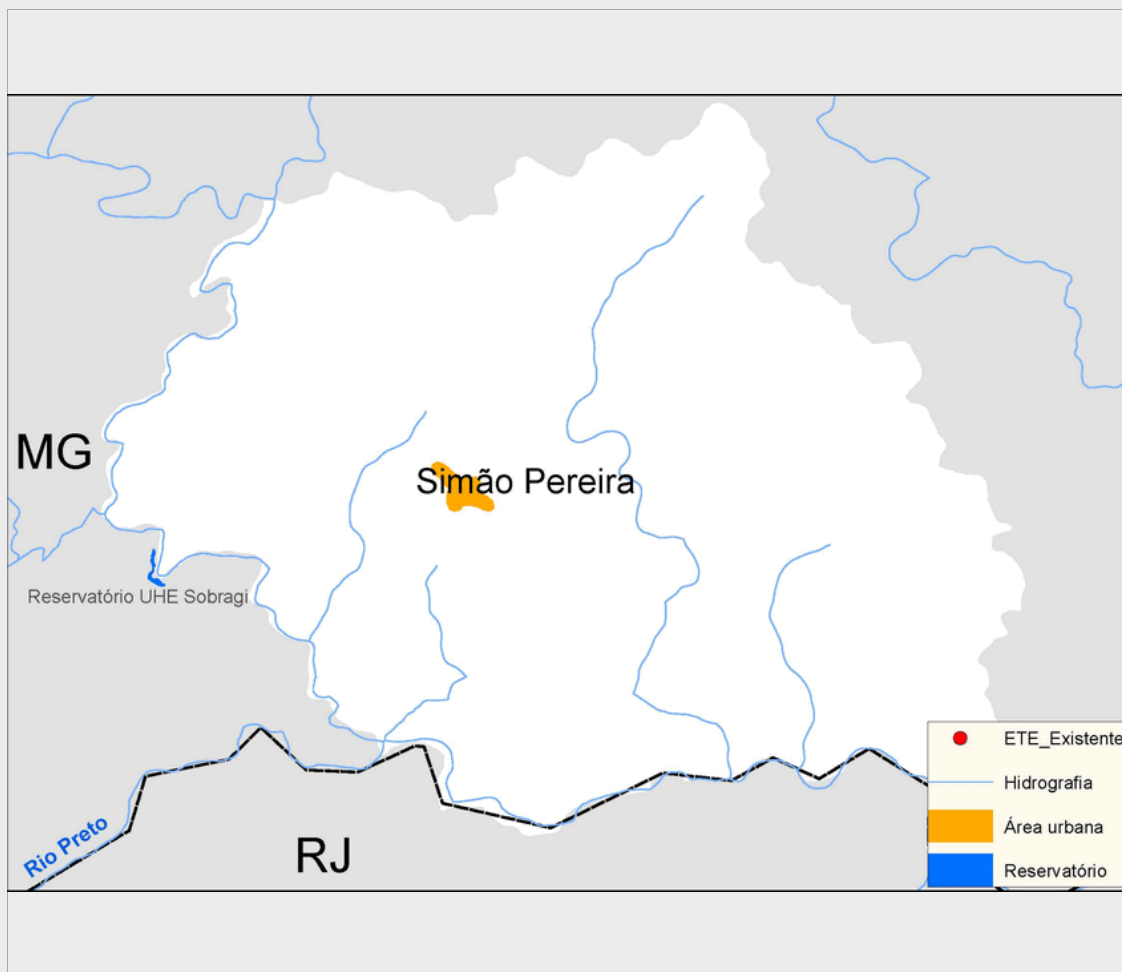 MG
Simão Pereira
Reservatório UHE Sobragi
Rio Preto
RJ
ETE_Existente
Hidrografia
Área urbana
Reservatório